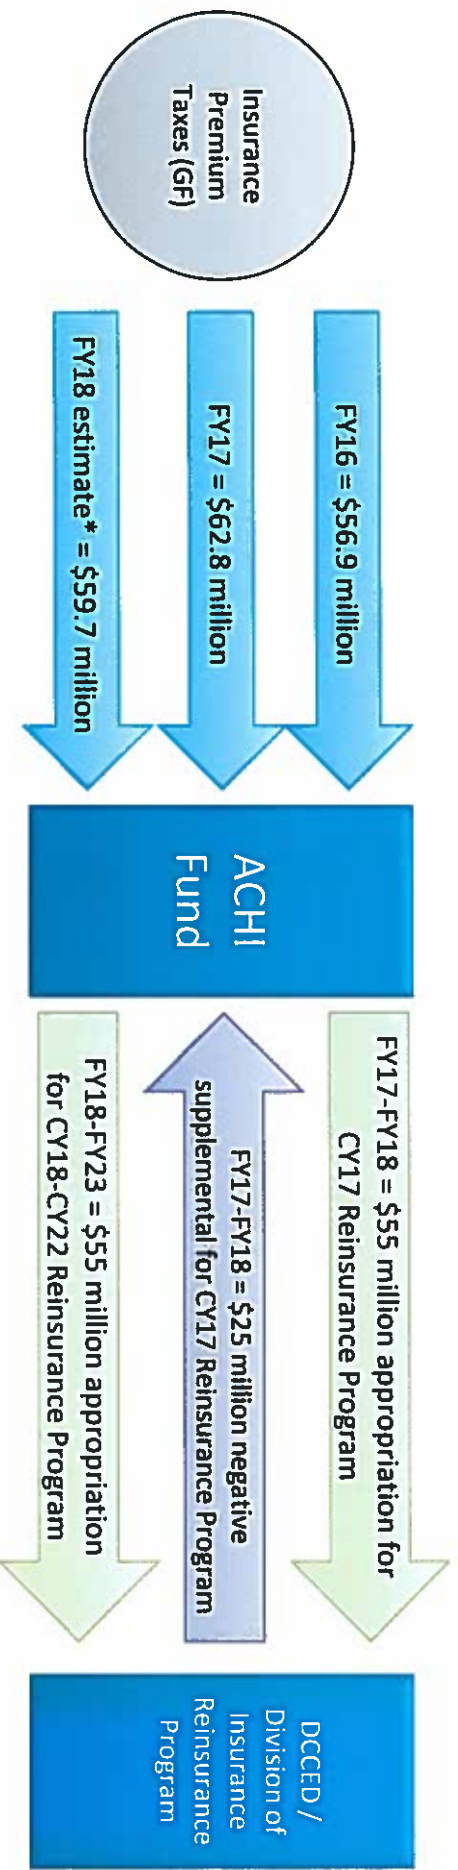 Insurance
Premium
Taxes (GF)
FY16 = $56.9 million
FY17 = $62.8 million
FY18 estimate* = $59.7 million
ACHI
Fund
FY17-FY18 = $55 million appropriation for
CY17 Reinsurance Program
FY17-FY18 = $25 million negative
supplemental for CY17 Reinsurance Program
FY18-FY23 = $55 million appropriation
for CY18-CY22 Reinsurance Program
DCCED /
Division of
Insurance
Reinsurance
Program